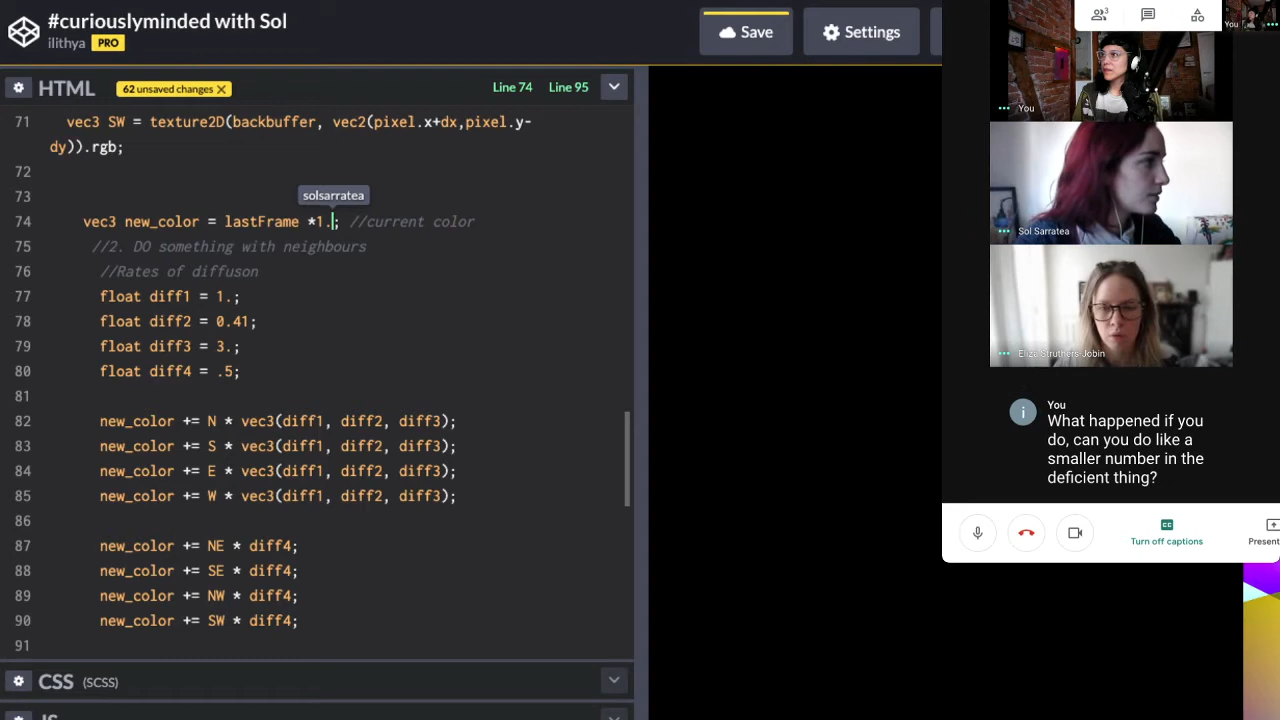 #curiouslyminded with Sol
ilithya PRO
Save
Settings
HTML
62 unsaved changes
Line 74
Line 95
71 vec3 SW = texture2D(backbuffer, vec2(pixel.x+dx,pixel.y-
dy)).rgb;
72
73
solsarratea
74 vec3 new_color = lastFrame *1.; //current color
75 //2. DO something with neighbours
76 //Rates of diffuson
77 float diff1 = 1.;
78 float diff2 = 0.41;
79 float diff3 = 3.;
80 float diff4 = .5;
81
82 new_color += N * vec3(diff1, diff2, diff3);
83 new_color += S * vec3(diff1, diff2, diff3);
84 new_color += E * vec3(diff1, diff2, diff3);
85 new_color += W * vec3(diff1, diff2, diff3);
86
87 new_color += NE * diff4;
88 new_color += SE * diff4;
89 new_color += NW * diff4;
90 new_color += SW * diff4;
91
CSS (SCSS)
3
You
You
Sol Sarratea
Eliza Struthers-Jobin
i
You
What happened if you
do, can you do like a
smaller number in the
deficient thing?
Turn off captions
Present